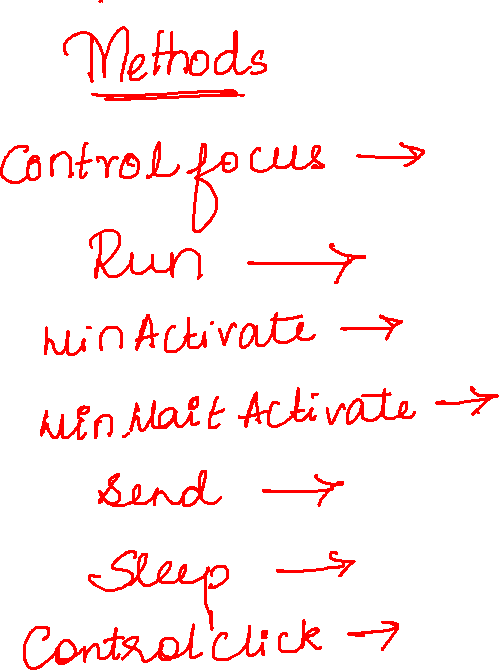 Methods
Controlfocus →
Run →
WinActivate →
WinWaitActivate →
Send →
Sleep →
Controlclick →